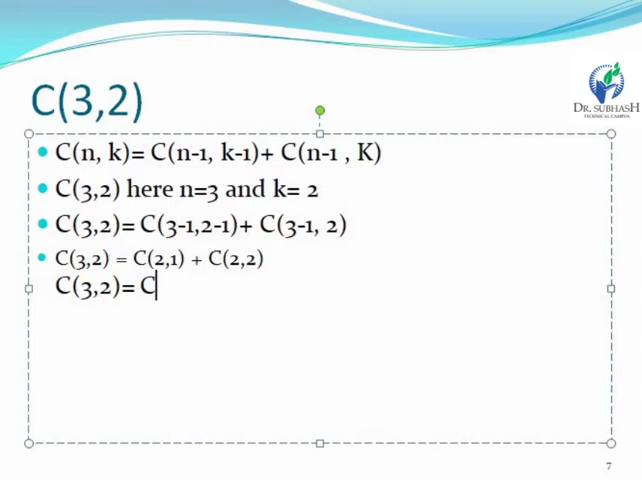 C(3,2)
DR. SUBHASH
TECHNICAL CAMPUS
C(n, k)= C(n-1, k-1)+ C(n-1 , K)
C(3,2) here n=3 and k= 2
C(3,2)= C(3-1,2-1)+ C(3-1, 2)
C(3,2) = C(2,1) + C(2,2)
C(3,2)= C
7